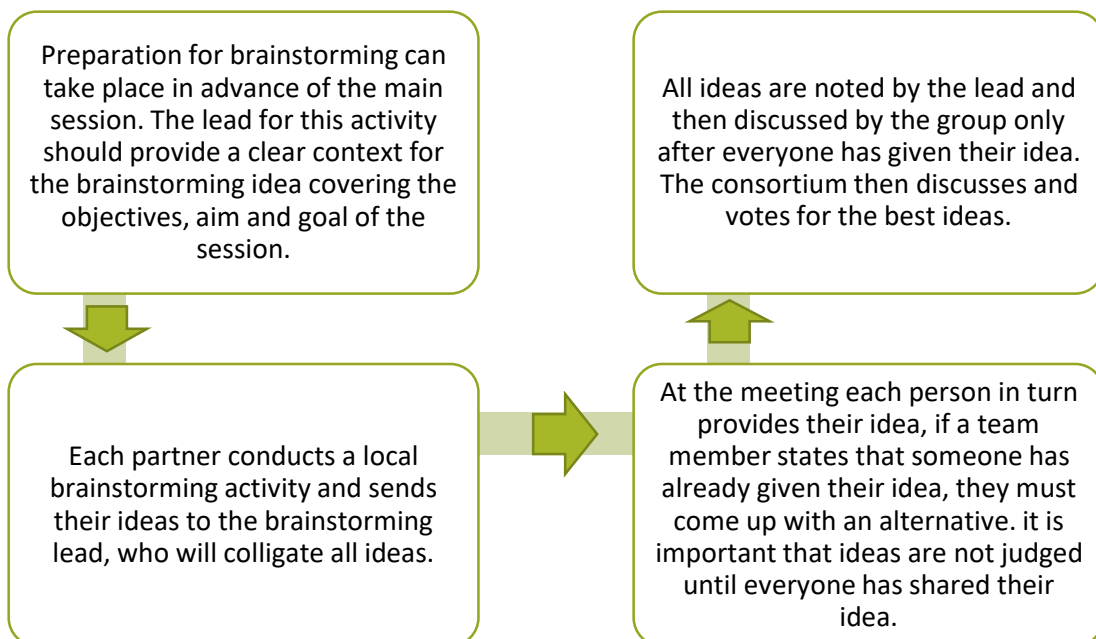 Preparation for brainstorming can
take place in advance of the main
session. The lead for this activity
should provide a clear context for
the brainstorming idea covering the
objectives, aim and goal of the
session.
Each partner conducts a local
brainstorming activity and sends
their ideas to the brainstorming
lead, who will colligate all ideas.
At the meeting each person in turn
provides their idea, if a team
member states that someone has
already given their idea, they must
come up with an alternative. it is
important that ideas are not judged
until everyone has shared their
idea.
All ideas are noted by the lead and
then discussed by the group only
after everyone has given their idea.
The consortium then discusses and
votes for the best ideas.